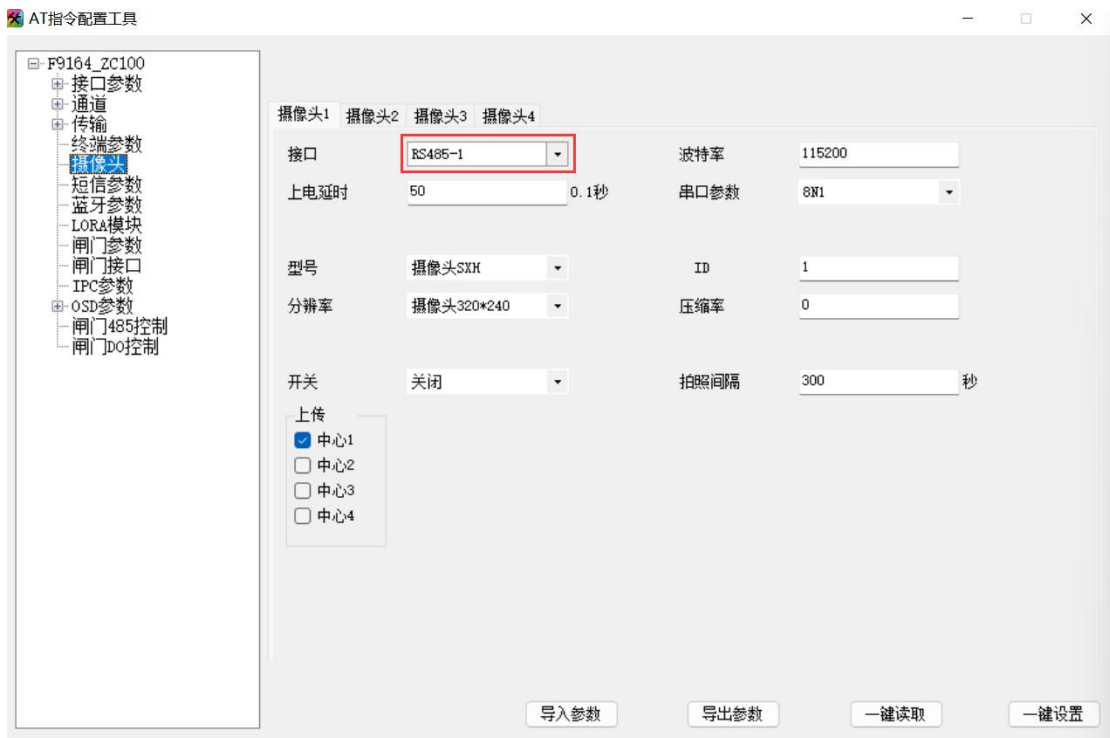 AT指令配置工具
F9164_ZC100
接口参数
通道
传输
终端参数
摄像头
短信参数
蓝牙参数
LORA模块
闸门参数
闸门接口
IPC参数
OSD参数
闸门485控制
闸门DO控制
摄像头1 摄像头2 摄像头3 摄像头4
接口 RS485-1 波特率 115200
上电延时 50 0.1秒 串口参数 8N1
型号 摄像头SXH ID 1
分辨率 摄像头320*240 压缩率 0
开关 关闭 拍照间隔 300 秒
上传
中心1
中心2
中心3
中心4
导入参数 导出参数 一键读取 一键设置